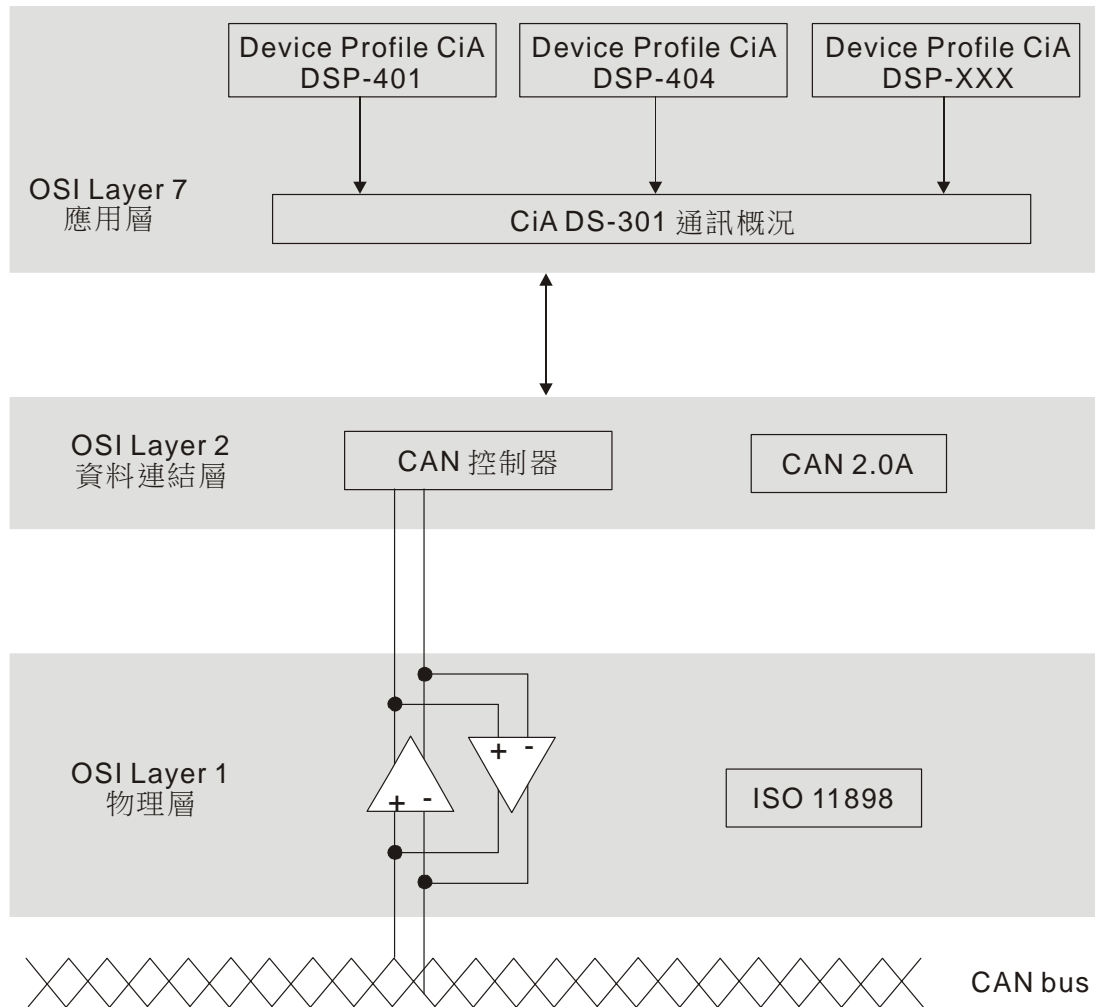 Device Profile CiA
DSP-401
Device Profile CiA
DSP-404
Device Profile CiA
DSP-XXX
OSI Layer 7
應用層
CiA DS-301 通訊概況
OSI Layer 2
資料連結層
CAN 控制器
CAN 2.0A
OSI Layer 1
物理層
+ -
+ -
ISO 11898
CAN bus